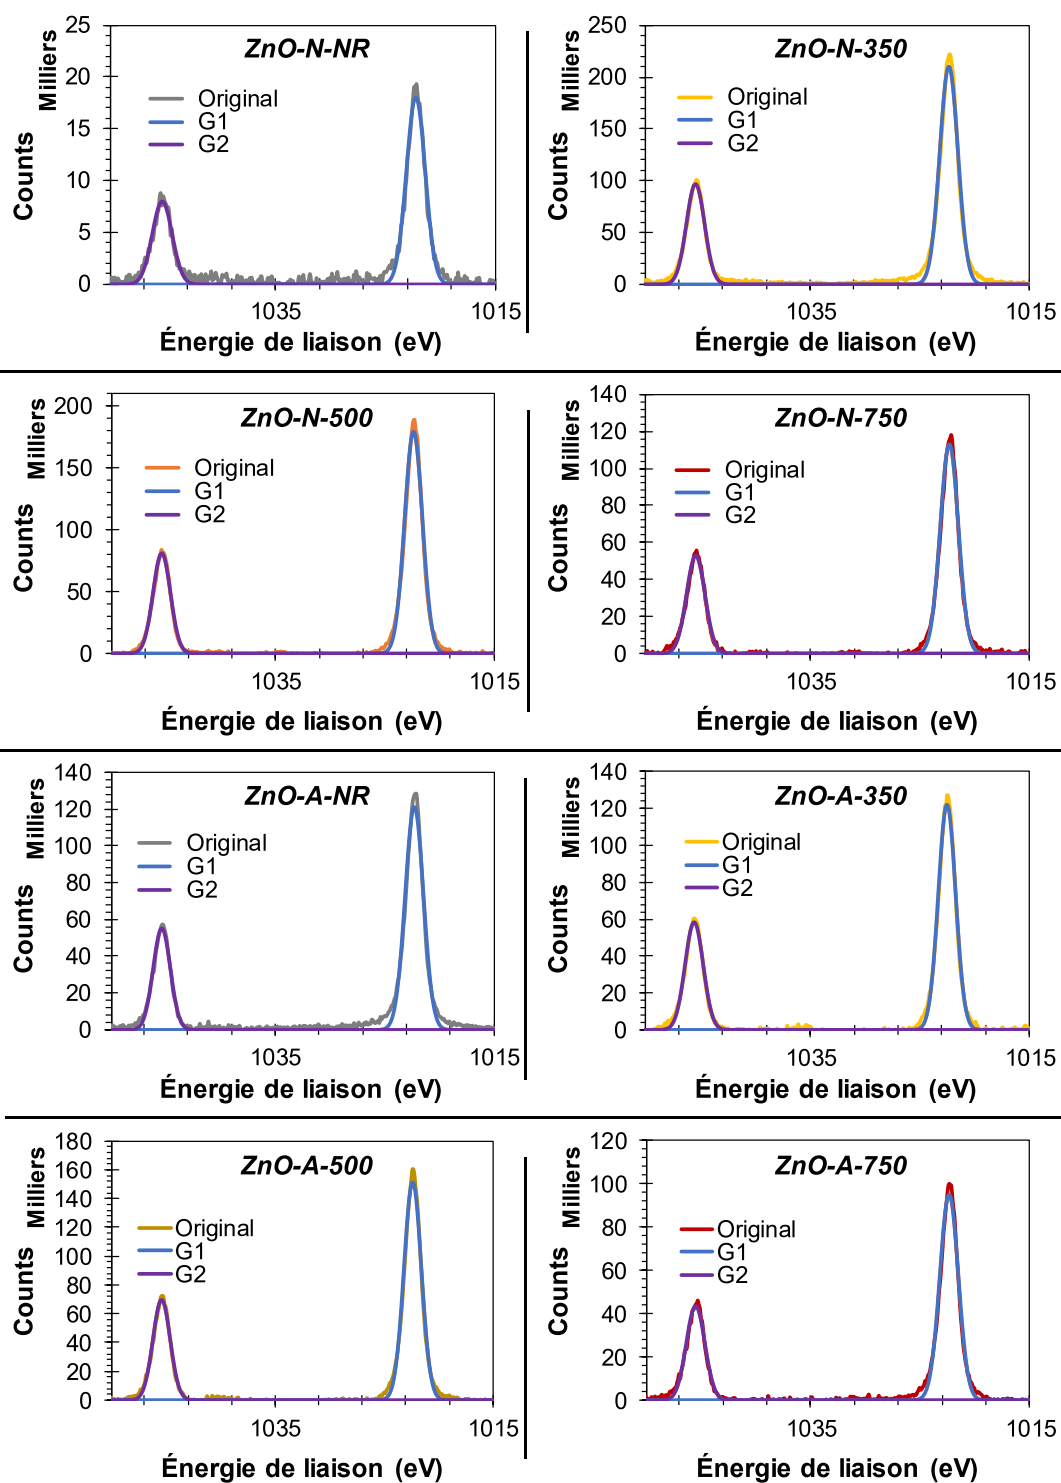 ZnO-N-NR
Milliers
Counts
25
20
15
10
5
0
Original
G1
G2
1035
1015
Énergie de liaison (eV)
ZnO-N-350
Milliers
Counts
250
200
150
100
50
0
Original
G1
G2
1035
1015
Énergie de liaison (eV)
ZnO-N-500
Milliers
Counts
200
150
100
50
0
Original
G1
G2
1035
1015
Énergie de liaison (eV)
ZnO-N-750
Milliers
Counts
140
120
100
80
60
40
20
0
Original
G1
G2
1035
1015
Énergie de liaison (eV)
ZnO-A-NR
Milliers
Counts
140
120
100
80
60
40
20
0
Original
G1
G2
1035
1015
Énergie de liaison (eV)
ZnO-A-350
Milliers
Counts
140
120
100
80
60
40
20
0
Original
G1
G2
1035
1015
Énergie de liaison (eV)
ZnO-A-500
Milliers
Counts
180
160
140
120
100
80
60
40
20
0
Original
G1
G2
1035
1015
Énergie de liaison (eV)
ZnO-A-750
Milliers
Counts
120
100
80
60
40
20
0
Original
G1
G2
1035
1015
Énergie de liaison (eV)